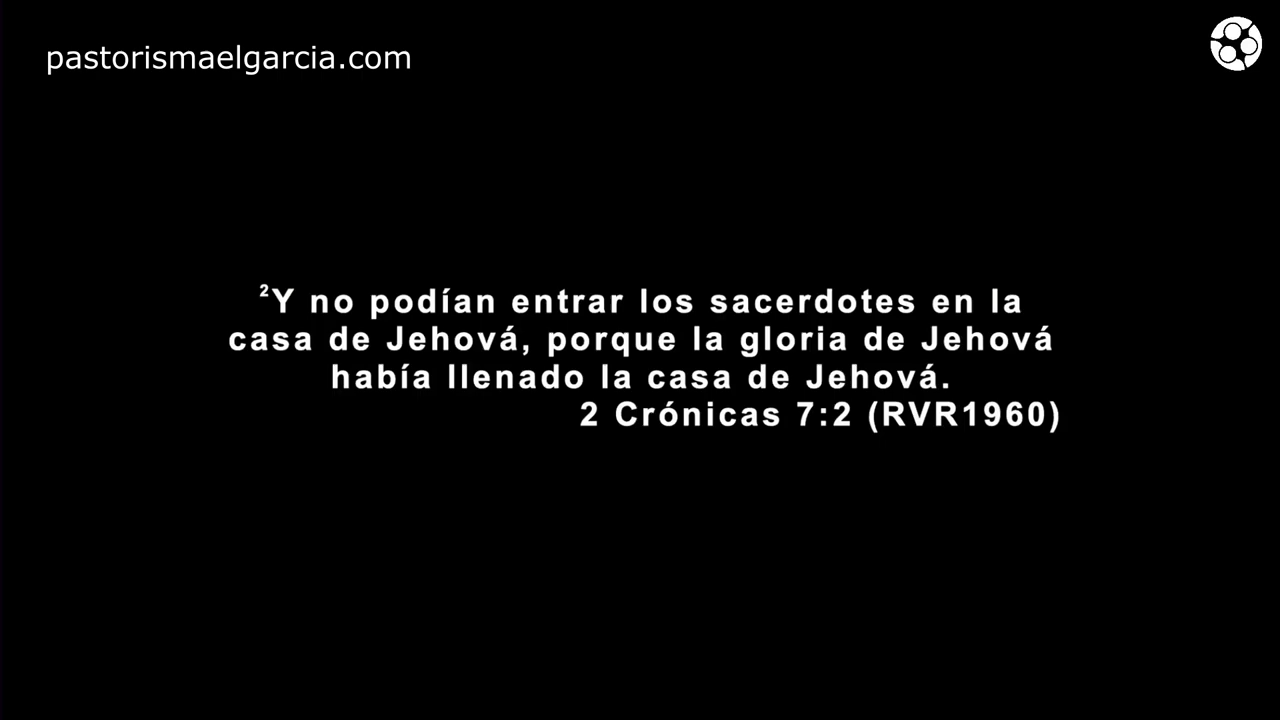 pastorismaelgarcia.com
²Y no podían entrar los sacerdotes en la
casa de Jehová, porque la gloria de Jehová
había llenado la casa de Jehová.
2 Crónicas 7:2 (RVR1960)